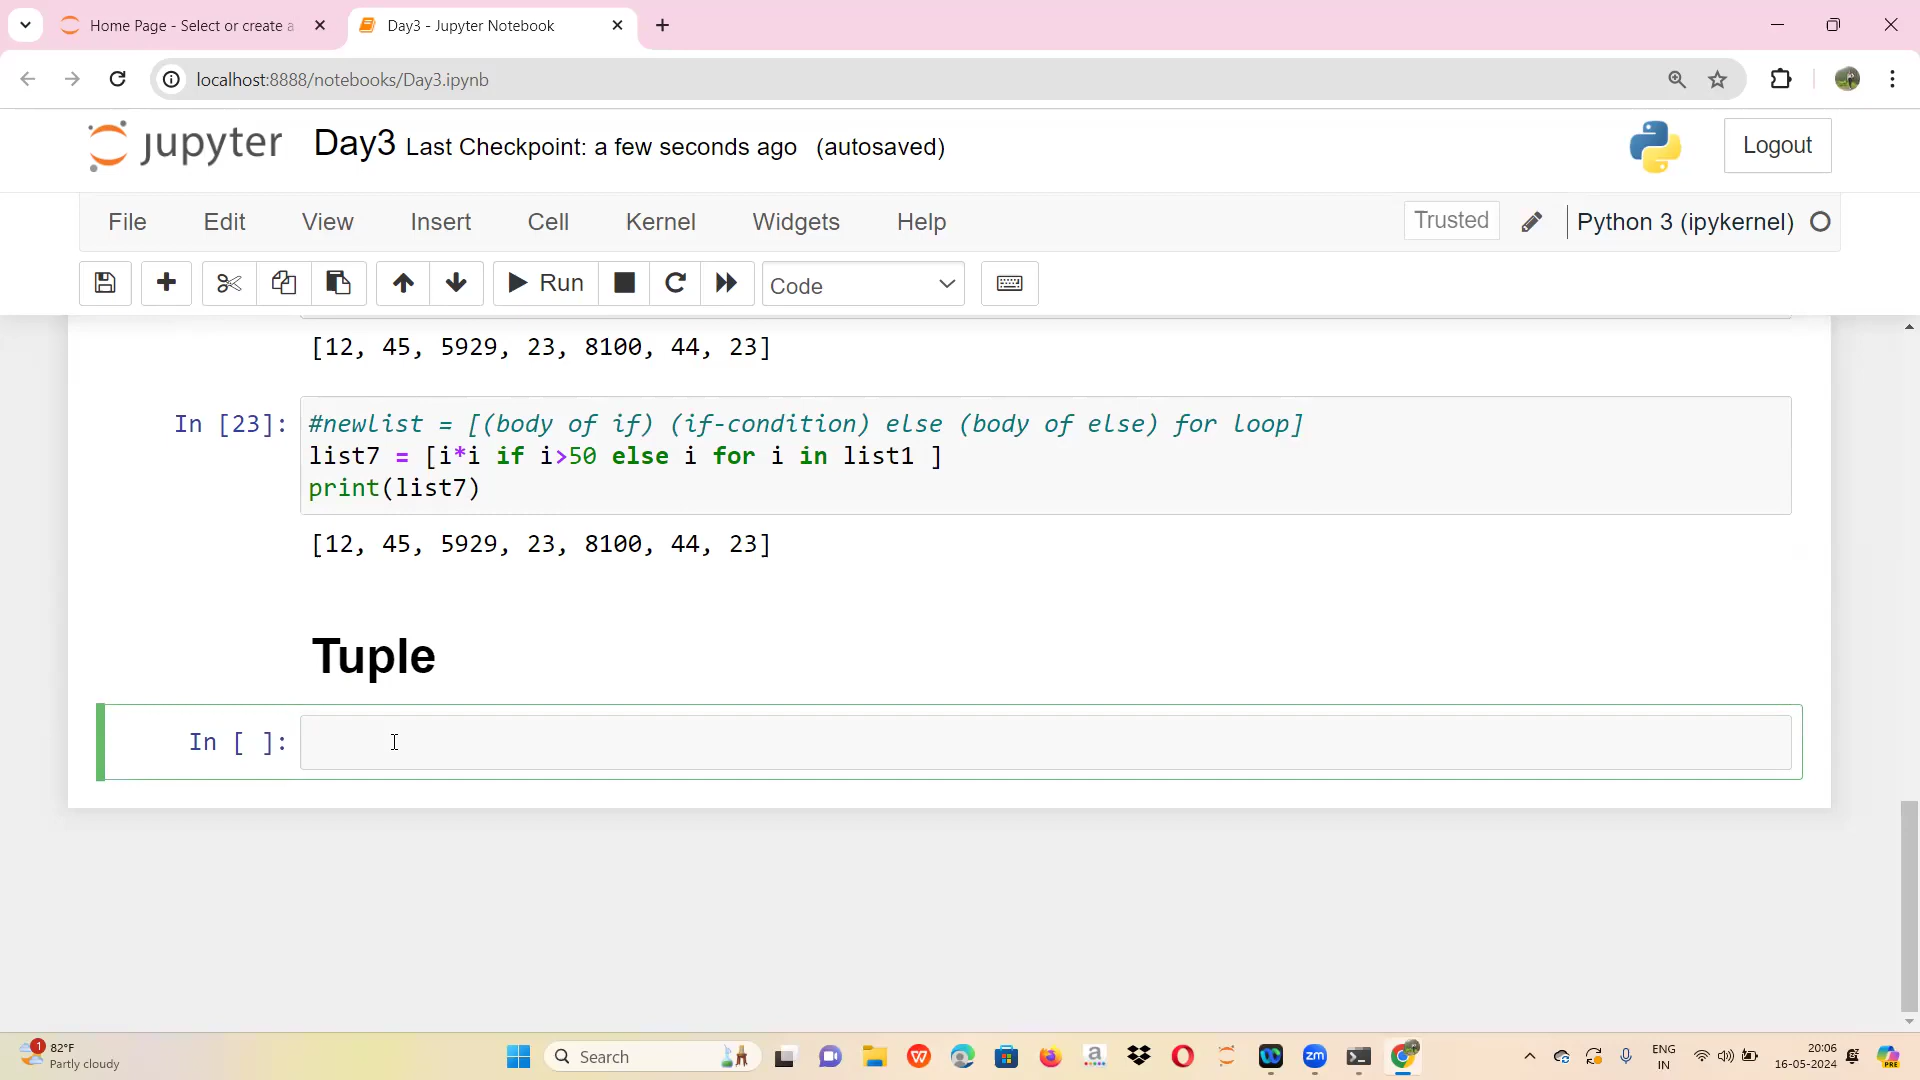 Home Page - Select or create a
Day3 - Jupyter Notebook
localhost:8888/notebooks/Day3.ipynb
jupyter Day3 Last Checkpoint: a few seconds ago (autosaved)
Logout
File Edit View Insert Cell Kernel Widgets Help
Trusted
Python 3 (ipykernel)
Run
Code
[12, 45, 5929, 23, 8100, 44, 23]
In [23]:
#newlist = [(body of if) (if-condition) else (body of else) for loop]
list7 = [i*i if i>50 else i for i in list1 ]
print(list7)
[12, 45, 5929, 23, 8100, 44, 23]
Tuple
In [ ]:
1
82°F
Partly cloudy
Search
W
a
zm
ENG
IN
20:06
16-05-2024
PRE